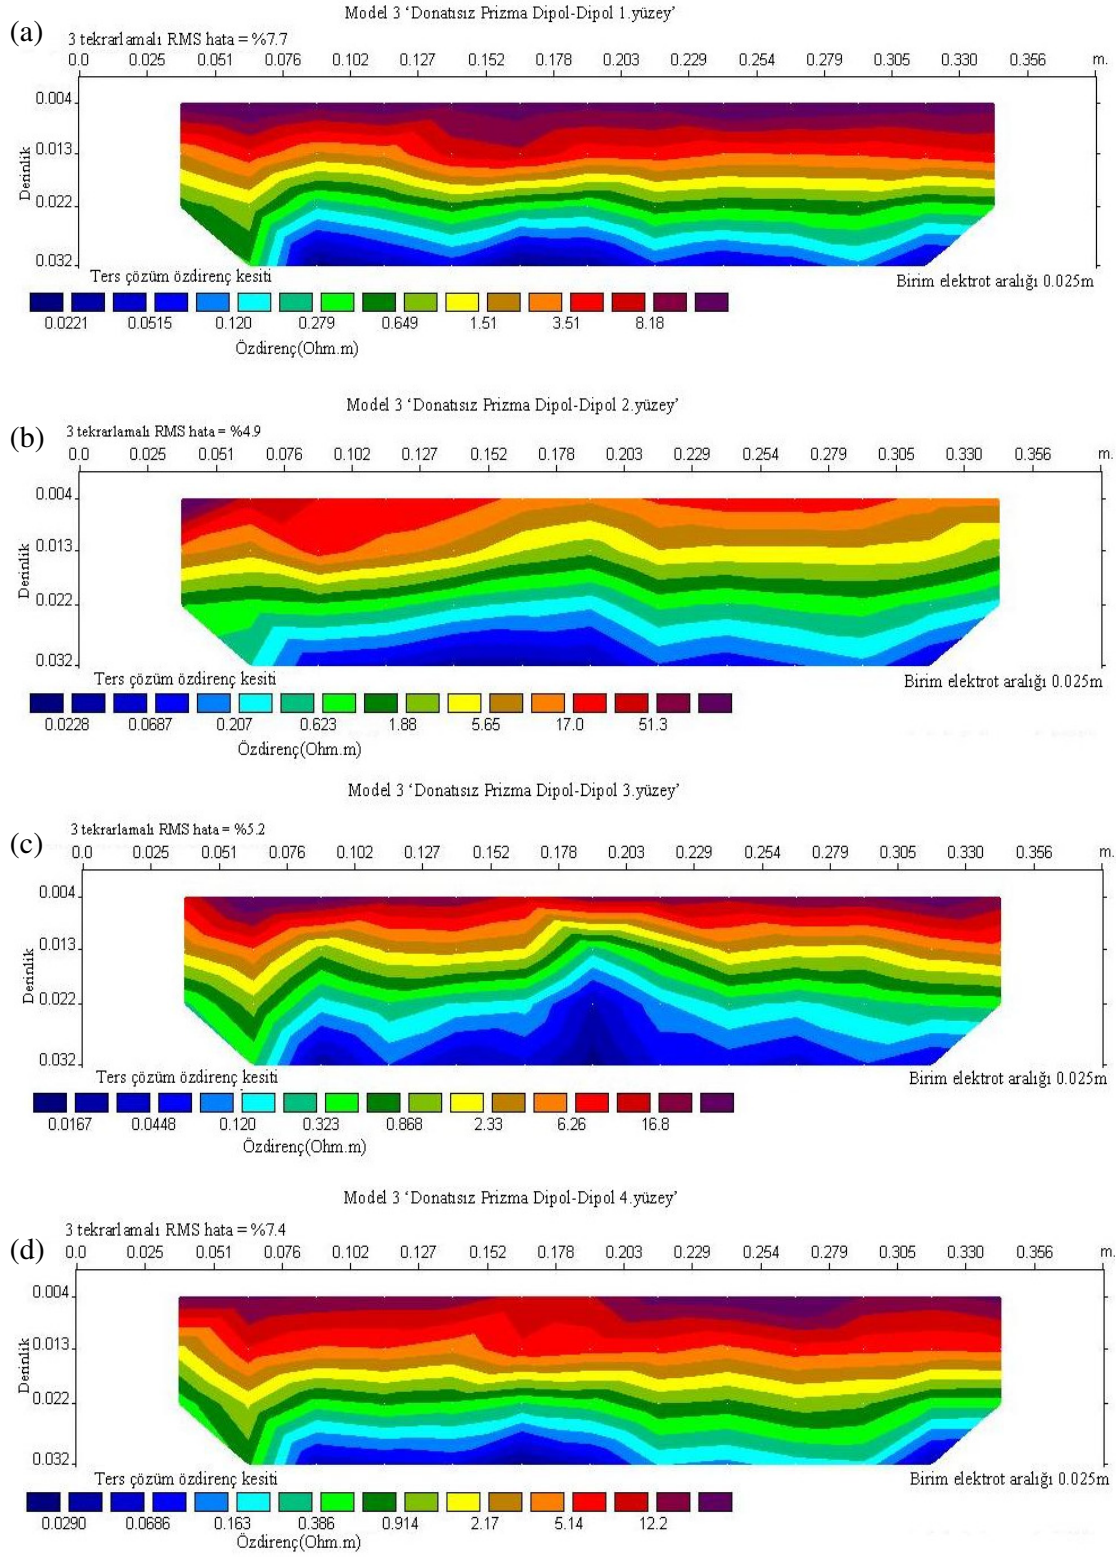 Model 3 ‘Donatısız Prizma Dipol-Dipol 1.yüzey’
(a)
3 tekrarlamalı RMS hata = %7.7
0.0 0.025 0.051 0.076 0.102 0.127 0.152 0.178 0.203 0.229 0.254 0.279 0.305 0.330 0.356 m.
0.004
0.013
0.022
0.032
Derinlik
Ters çözüm özdirenç kesiti
Birim elektrot aralığı 0.025m
0.0221 0.0515 0.120 0.279 0.649 1.51 3.51 8.18
Özdirenç(Ohm.m)
Model 3 ‘Donatısız Prizma Dipol-Dipol 2.yüzey’
(b)
3 tekrarlamalı RMS hata = %4.9
0.0 0.025 0.051 0.076 0.102 0.127 0.152 0.178 0.203 0.229 0.254 0.279 0.305 0.330 0.356 m.
0.004
0.013
0.022
0.032
Derinlik
Ters çözüm özdirenç kesiti
Birim elektrot aralığı 0.025m
0.0228 0.0687 0.207 0.623 1.88 5.65 17.0 51.3
Özdirenç(Ohm.m)
Model 3 ‘Donatısız Prizma Dipol-Dipol 3.yüzey’
(c)
3 tekrarlamalı RMS hata = %5.2
0.0 0.025 0.051 0.076 0.102 0.127 0.152 0.178 0.203 0.229 0.254 0.279 0.305 0.330 0.356 m.
0.004
0.013
0.022
0.032
Derinlik
Ters çözüm özdirenç kesiti
Birim elektrot aralığı 0.025m
0.0167 0.0448 0.120 0.323 0.868 2.33 6.26 16.8
Özdirenç(Ohm.m)
Model 3 ‘Donatısız Prizma Dipol-Dipol 4.yüzey’
(d)
3 tekrarlamalı RMS hata = %7.4
0.0 0.025 0.051 0.076 0.102 0.127 0.152 0.178 0.203 0.229 0.254 0.279 0.305 0.330 0.356 m.
0.004
0.013
0.022
0.032
Derinlik
Ters çözüm özdirenç kesiti
Birim elektrot aralığı 0.025m
0.0290 0.0686 0.163 0.386 0.914 2.17 5.14 12.2
Özdirenç(Ohm.m)